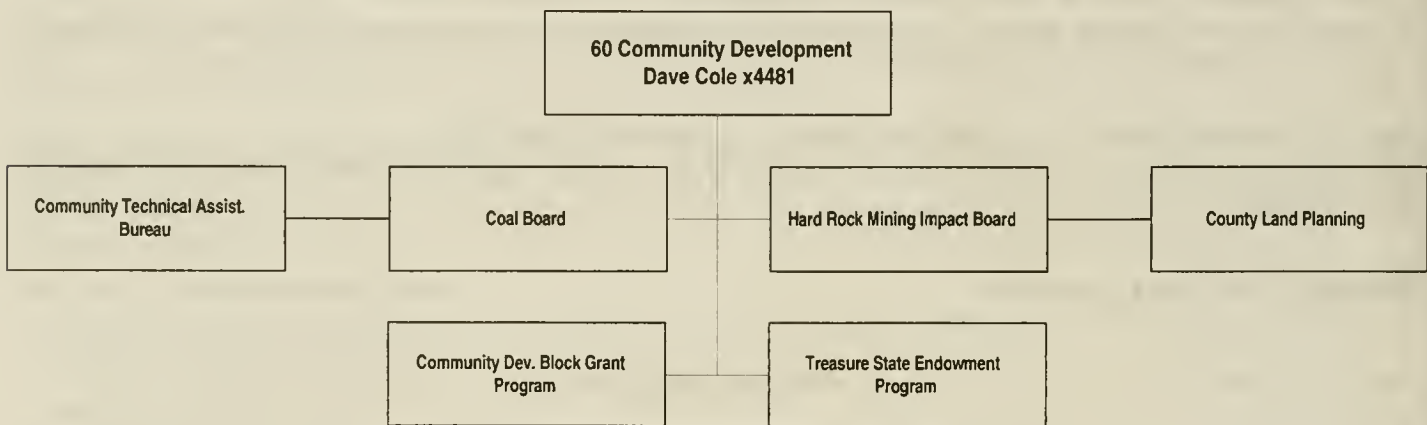 60 Community Development
Dave Cole x4481
Community Technical Assist.
Bureau
Coal Board
Hard Rock Mining Impact Board
County Land Planning
Community Dev. Block Grant
Program
Treasure State Endowment
Program